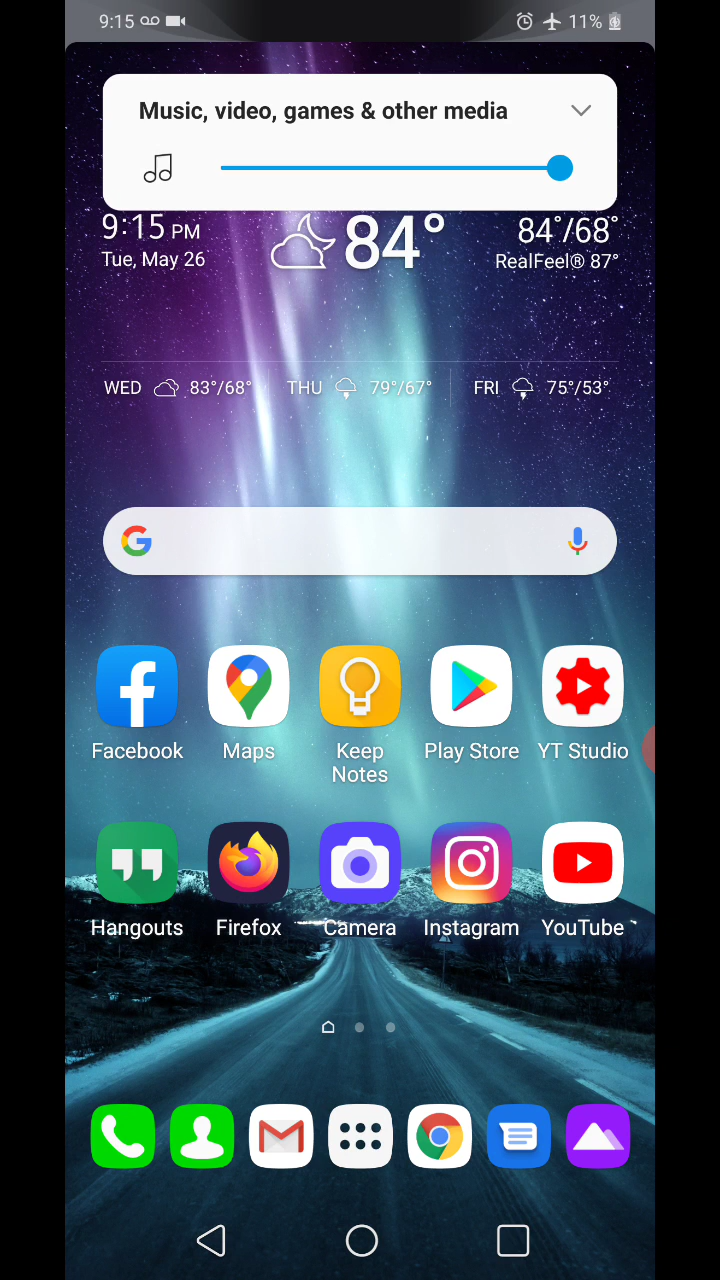 9:15 11%
Music, video, games & other media
9:15 PM 84° 84°/68°
Tue, May 26 RealFeel® 87°
WED 83°/68° THU 79°/67° FRI 75°/53°
Facebook Maps Keep Notes Play Store YT Studio
Hangouts Firefox Camera Instagram YouTube